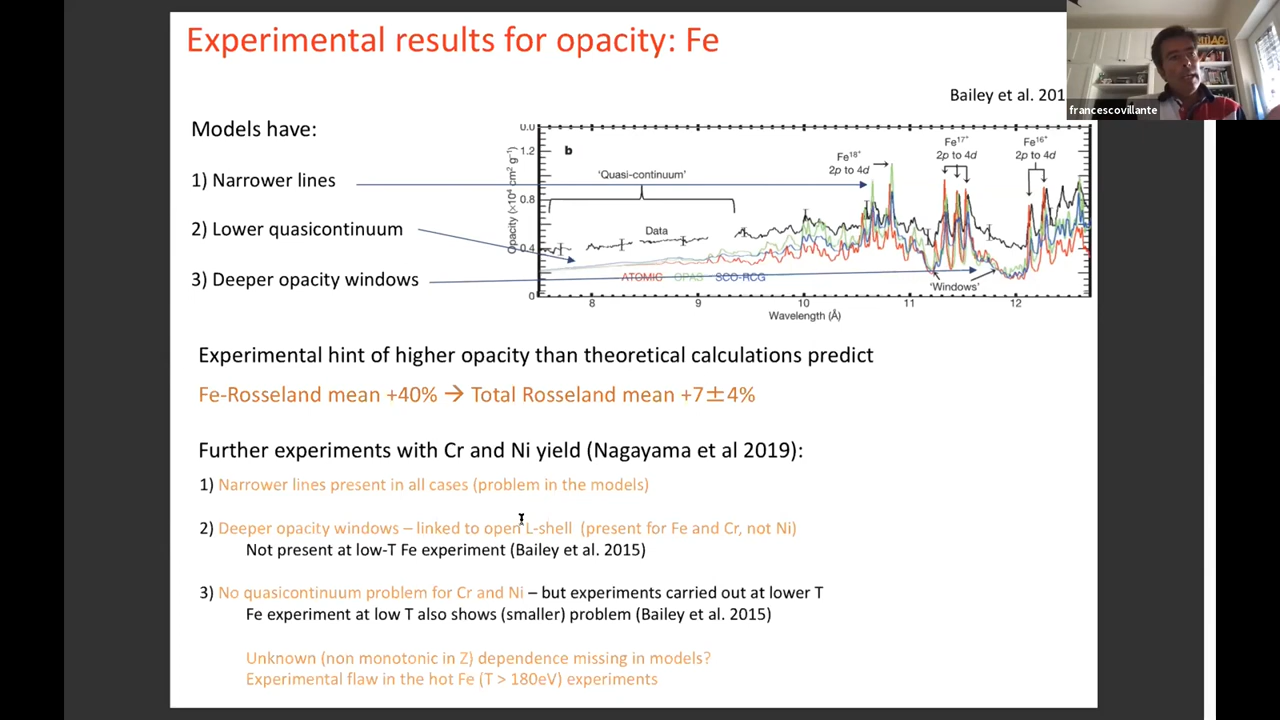 Experimental results for opacity: Fe
francescovillante
Bailey et al. 201
Models have:
1) Narrower lines
2) Lower quasicontinuum
3) Deeper opacity windows
b
'Quasi-continuum'
Data
Fe¹⁸⁺
2p to 4d
Fe¹⁷⁺
2p to 4d
Fe¹⁶⁺
2p to 4d
Opacity (×10⁴ cm² g⁻¹)
0.0
1.2
0.8
0.4
0
ATOMIC OPAS SCO-RCG
'Windows'
8 9 10 11 12
Wavelength (Å)
Experimental hint of higher opacity than theoretical calculations predict
Fe-Rosseland mean +40% → Total Rosseland mean +7±4%
Further experiments with Cr and Ni yield (Nagayama et al 2019):
1) Narrower lines present in all cases (problem in the models)
2) Deeper opacity windows – linked to open L-shell (present for Fe and Cr, not Ni)
Not present at low-T Fe experiment (Bailey et al. 2015)
3) No quasicontinuum problem for Cr and Ni – but experiments carried out at lower T
Fe experiment at low T also shows (smaller) problem (Bailey et al. 2015)
Unknown (non monotonic in Z) dependence missing in models?
Experimental flaw in the hot Fe (T > 180eV) experiments